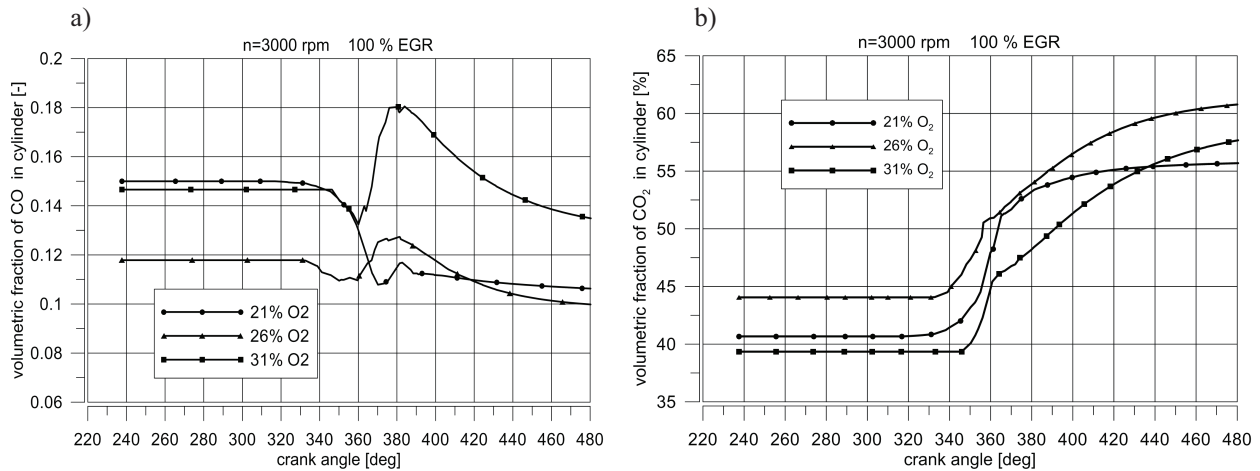 a)
n=3000 rpm 100 % EGR
volumetric fraction of CO in cylinder [-]
0.2
0.18
0.16
0.14
0.12
0.1
0.08
0.06
21% O2
26% O2
31% O2
220 240 260 280 300 320 340 360 380 400 420 440 460 480
crank angle [deg]
b)
n=3000 rpm 100 % EGR
volumetric fraction of CO₂ in cylinder [%]
65
60
55
50
45
40
35
21% O₂
26% O₂
31% O₂
220 240 260 280 300 320 340 360 380 400 420 440 460 480
crank angle [deg]